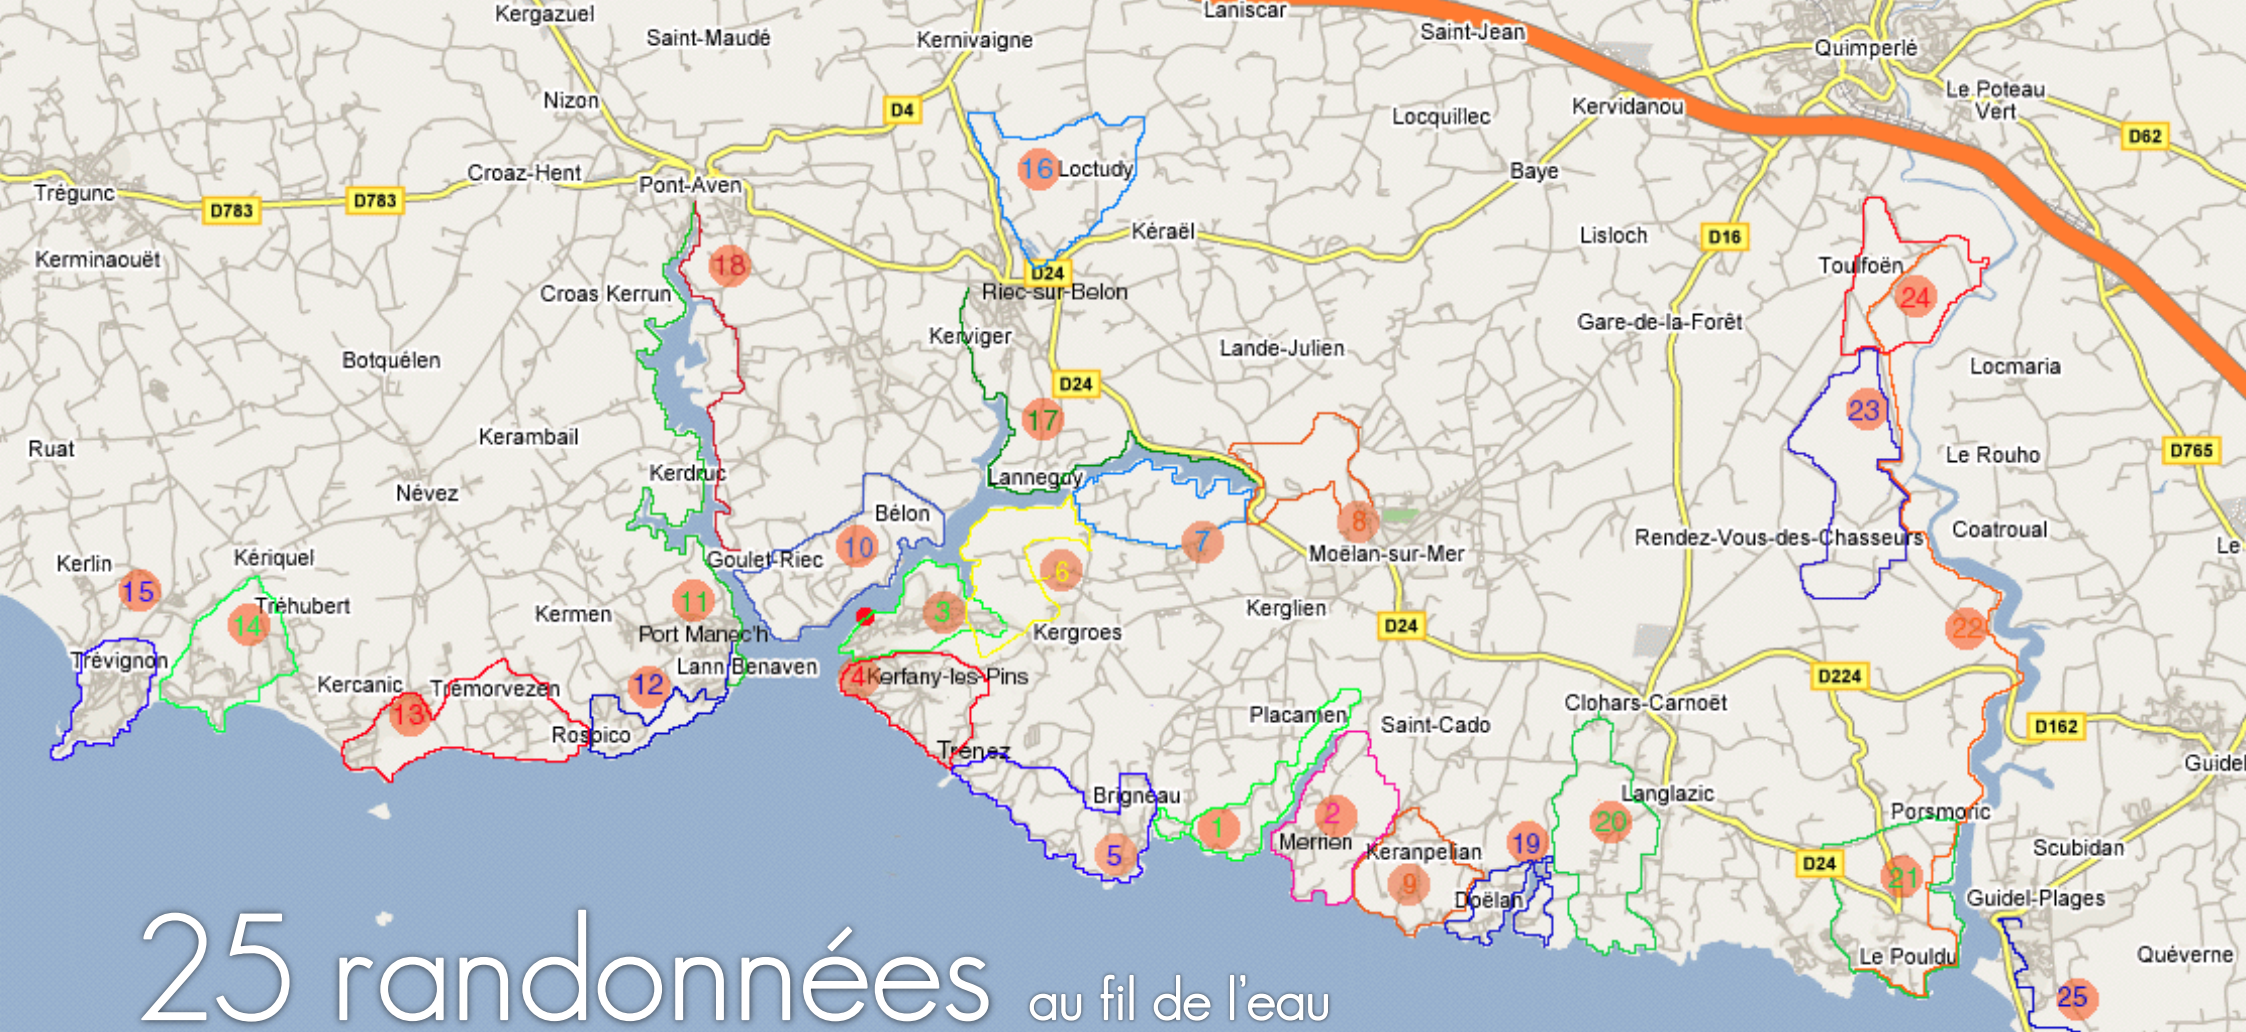 Kergazuel
Saint-Maudé
Kernivaigne
Laniscar
Saint-Jean
Quimperlé
Nizon
D4
Locquillec
Kervidanou
Le Poteau
Vert
D62
Croaz-Hent
Pont-Aven
16
Loctudy
Baye
Trégunc
D783
D783
Kéraël
Lisloch
D16
Kerminaouët
18
D24
Toulfoën
Croas Kerrun
Riec-sur-Belon
24
Kerviger
Lande-Julien
Gare-de-la-Forêt
Botquélen
D24
Locmaria
17
23
Ruat
Kerambail
Kerdruc
Lanneguy
Le Rouho
D765
Névez
Bélon
8
Kerlin
Kériquel
Goulet-Riec
10
7
Moëlan-sur-Mer
Rendez-Vous-des-Chasseurs
Coatroual
Le
15
6
14
Tréhubert
Kermen
11
3
Kerglien
D24
22
Port Manec'h
Kergroes
Trévignon
Lann Benaven
4
Kerfany-les-Pins
D224
Kercanic
Trémorvezen
12
13
Rospico
Placamen
Saint-Cado
Clohars-Carnoët
D162
Trenez
Guidel
Brigneau
Langlazic
5
1
2
Merrien
Keranpelian
19
20
Porsmoric
9
Doëlan
D24
21
Scubidan
Guidel-Plages
Le Pouldu
Quéverne
25
25 randonnées au fil de l'eau